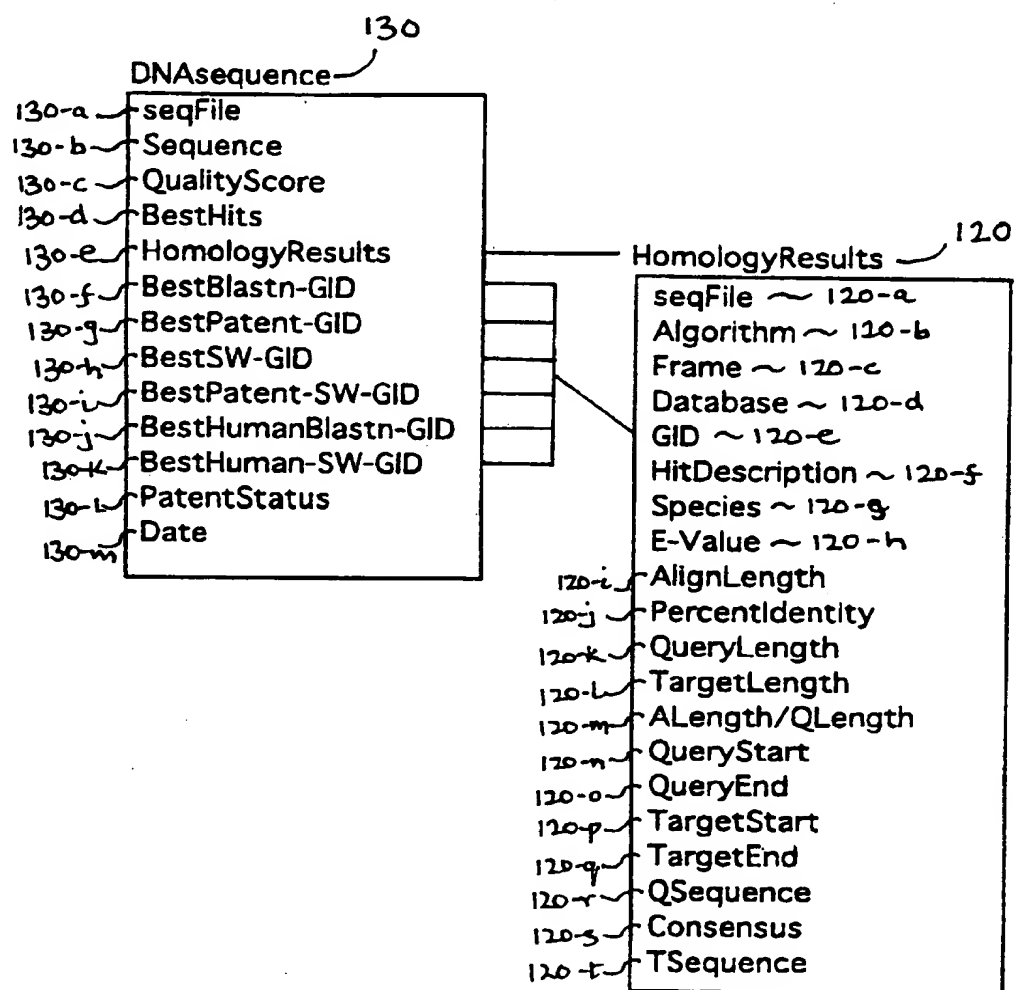 130
DNAsequence
130-a seqFile
130-b Sequence
130-c QualityScore
130-d BestHits
130-e HomologyResults
130-f BestBlastn-GID
130-g BestPatent-GID
130-h BestSW-GID
130-i BestPatent-SW-GID
130-j BestHumanBlastn-GID
130-k BestHuman-SW-GID
130-l PatentStatus
130-m Date
120
HomologyResults
seqFile ~ 120-a
Algorithm ~ 120-b
Frame ~ 120-c
Database ~ 120-d
GID ~ 120-e
HitDescription ~ 120-f
Species ~ 120-g
E-Value ~ 120-h
120-i AlignLength
120-j PercentIdentity
120-k QueryLength
120-l TargetLength
120-m ALength/QLength
120-n QueryStart
120-o QueryEnd
120-p TargetStart
120-q TargetEnd
120-r QSequence
120-s Consensus
120-t TSequence